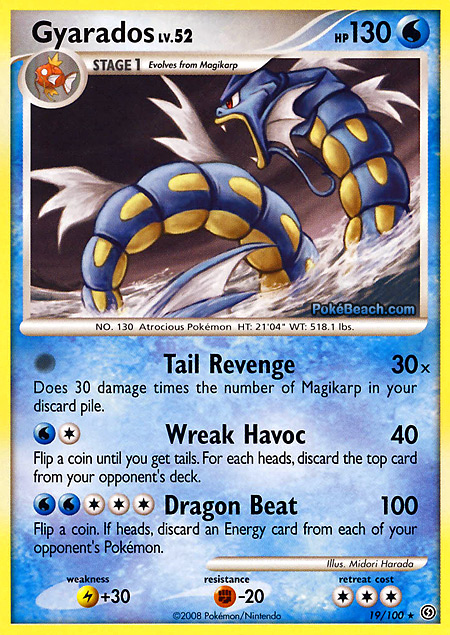 Gyarados LV.52 HP 130
STAGE 1 Evolves from Magikarp
PokéBeach.com
NO. 130 Atrocious Pokémon HT: 21'04" WT: 518.1 lbs.
Tail Revenge 30x
Does 30 damage times the number of Magikarp in your
discard pile.
Wreak Havoc 40
Flip a coin until you get tails. For each heads, discard the top card
from your opponent's deck.
Dragon Beat 100
Flip a coin. If heads, discard an Energy card from each of your
opponent's Pokémon.
Illus. Midori Harada
weakness resistance retreat cost
+30 -20
©2008 Pokémon/Nintendo 19/100 ★